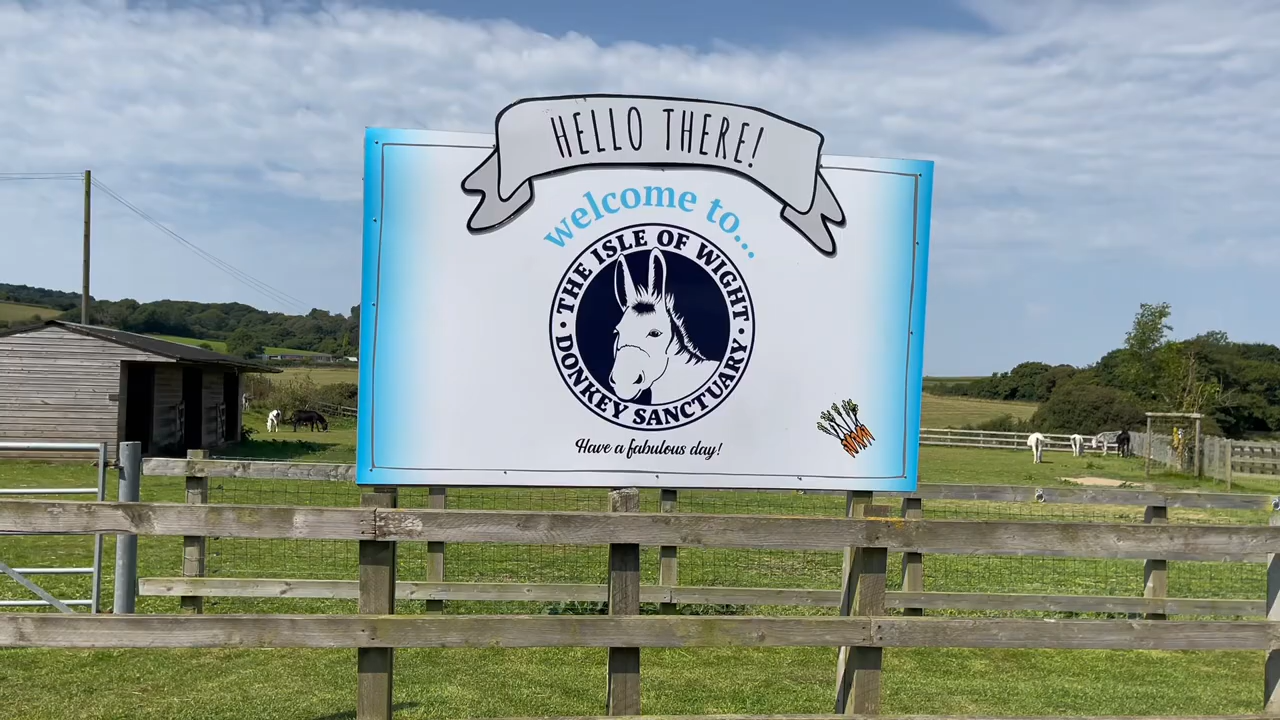 HELLO THERE!
welcome to...
THE ISLE OF WIGHT
• DONKEY SANCTUARY •
Have a fabulous day!